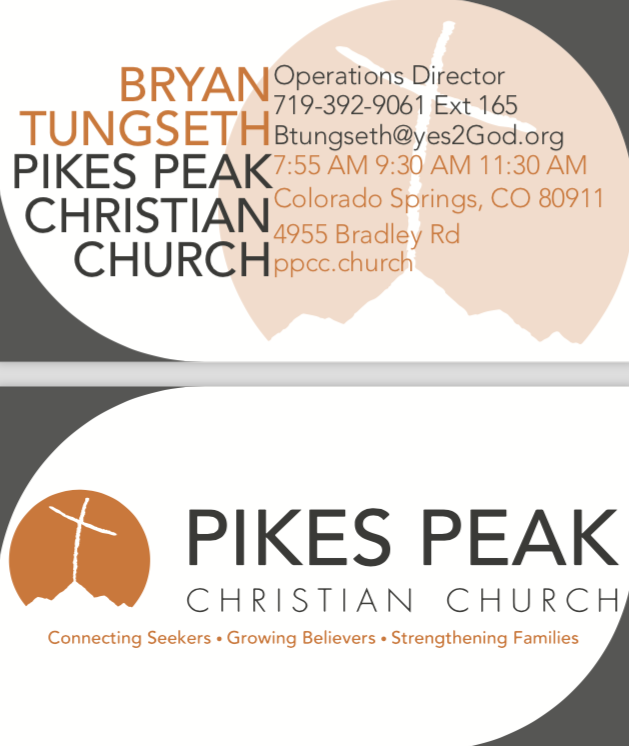 BRYAN
TUNGSETH
PIKES PEAK
CHRISTIAN
CHURCH
Operations Director
719-392-9061 Ext 165
Btungseth@yes2God.org
7:55 AM 9:30 AM 11:30 AM
Colorado Springs, CO 80911
4955 Bradley Rd
ppcc.church
PIKES PEAK
CHRISTIAN CHURCH
Connecting Seekers • Growing Believers • Strengthening Families